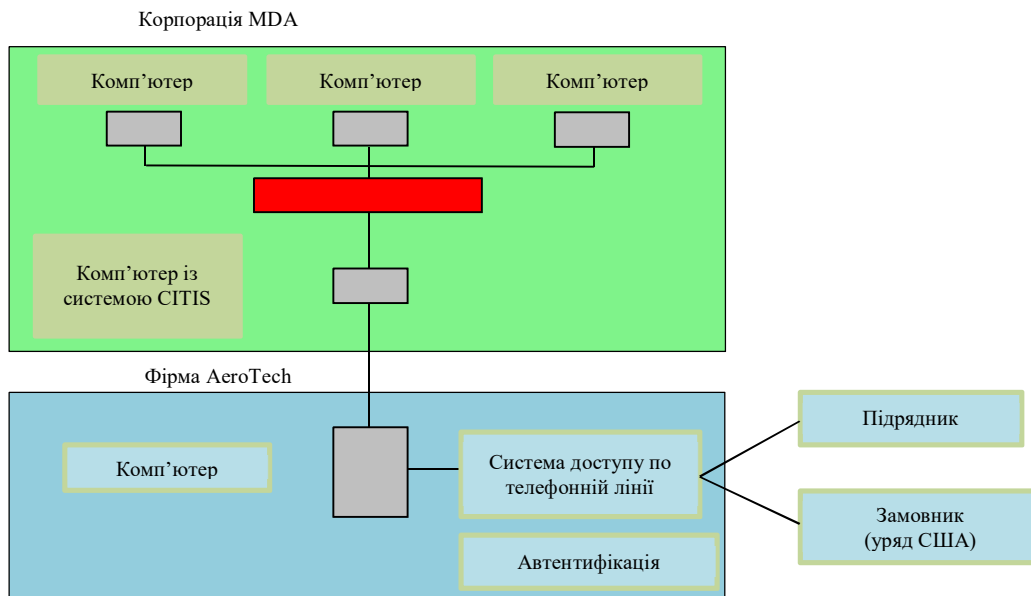 Корпорація MDA
Комп’ютер
Комп’ютер
Комп’ютер
Комп’ютер із
системою CITIS
Фірма AeroTech
Комп’ютер
Система доступу по
телефонній лінії
Автентифікація
Підрядник
Замовник
(уряд США)